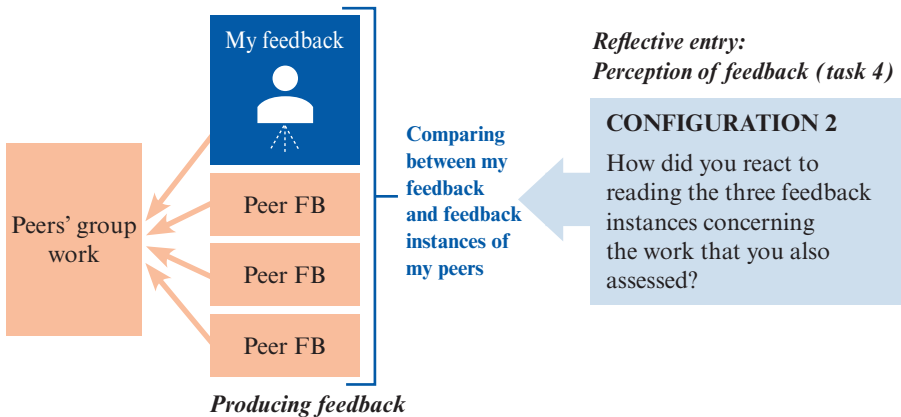 My feedback
Peer FB
Peer FB
Peer FB
Peers' group
work
Producing feedback
Comparing
between my
feedback
and feedback
instances of
my peers
Reflective entry:
Perception of feedback (task 4)
CONFIGURATION 2
How did you react to
reading the three feedback
instances concerning
the work that you also
assessed?